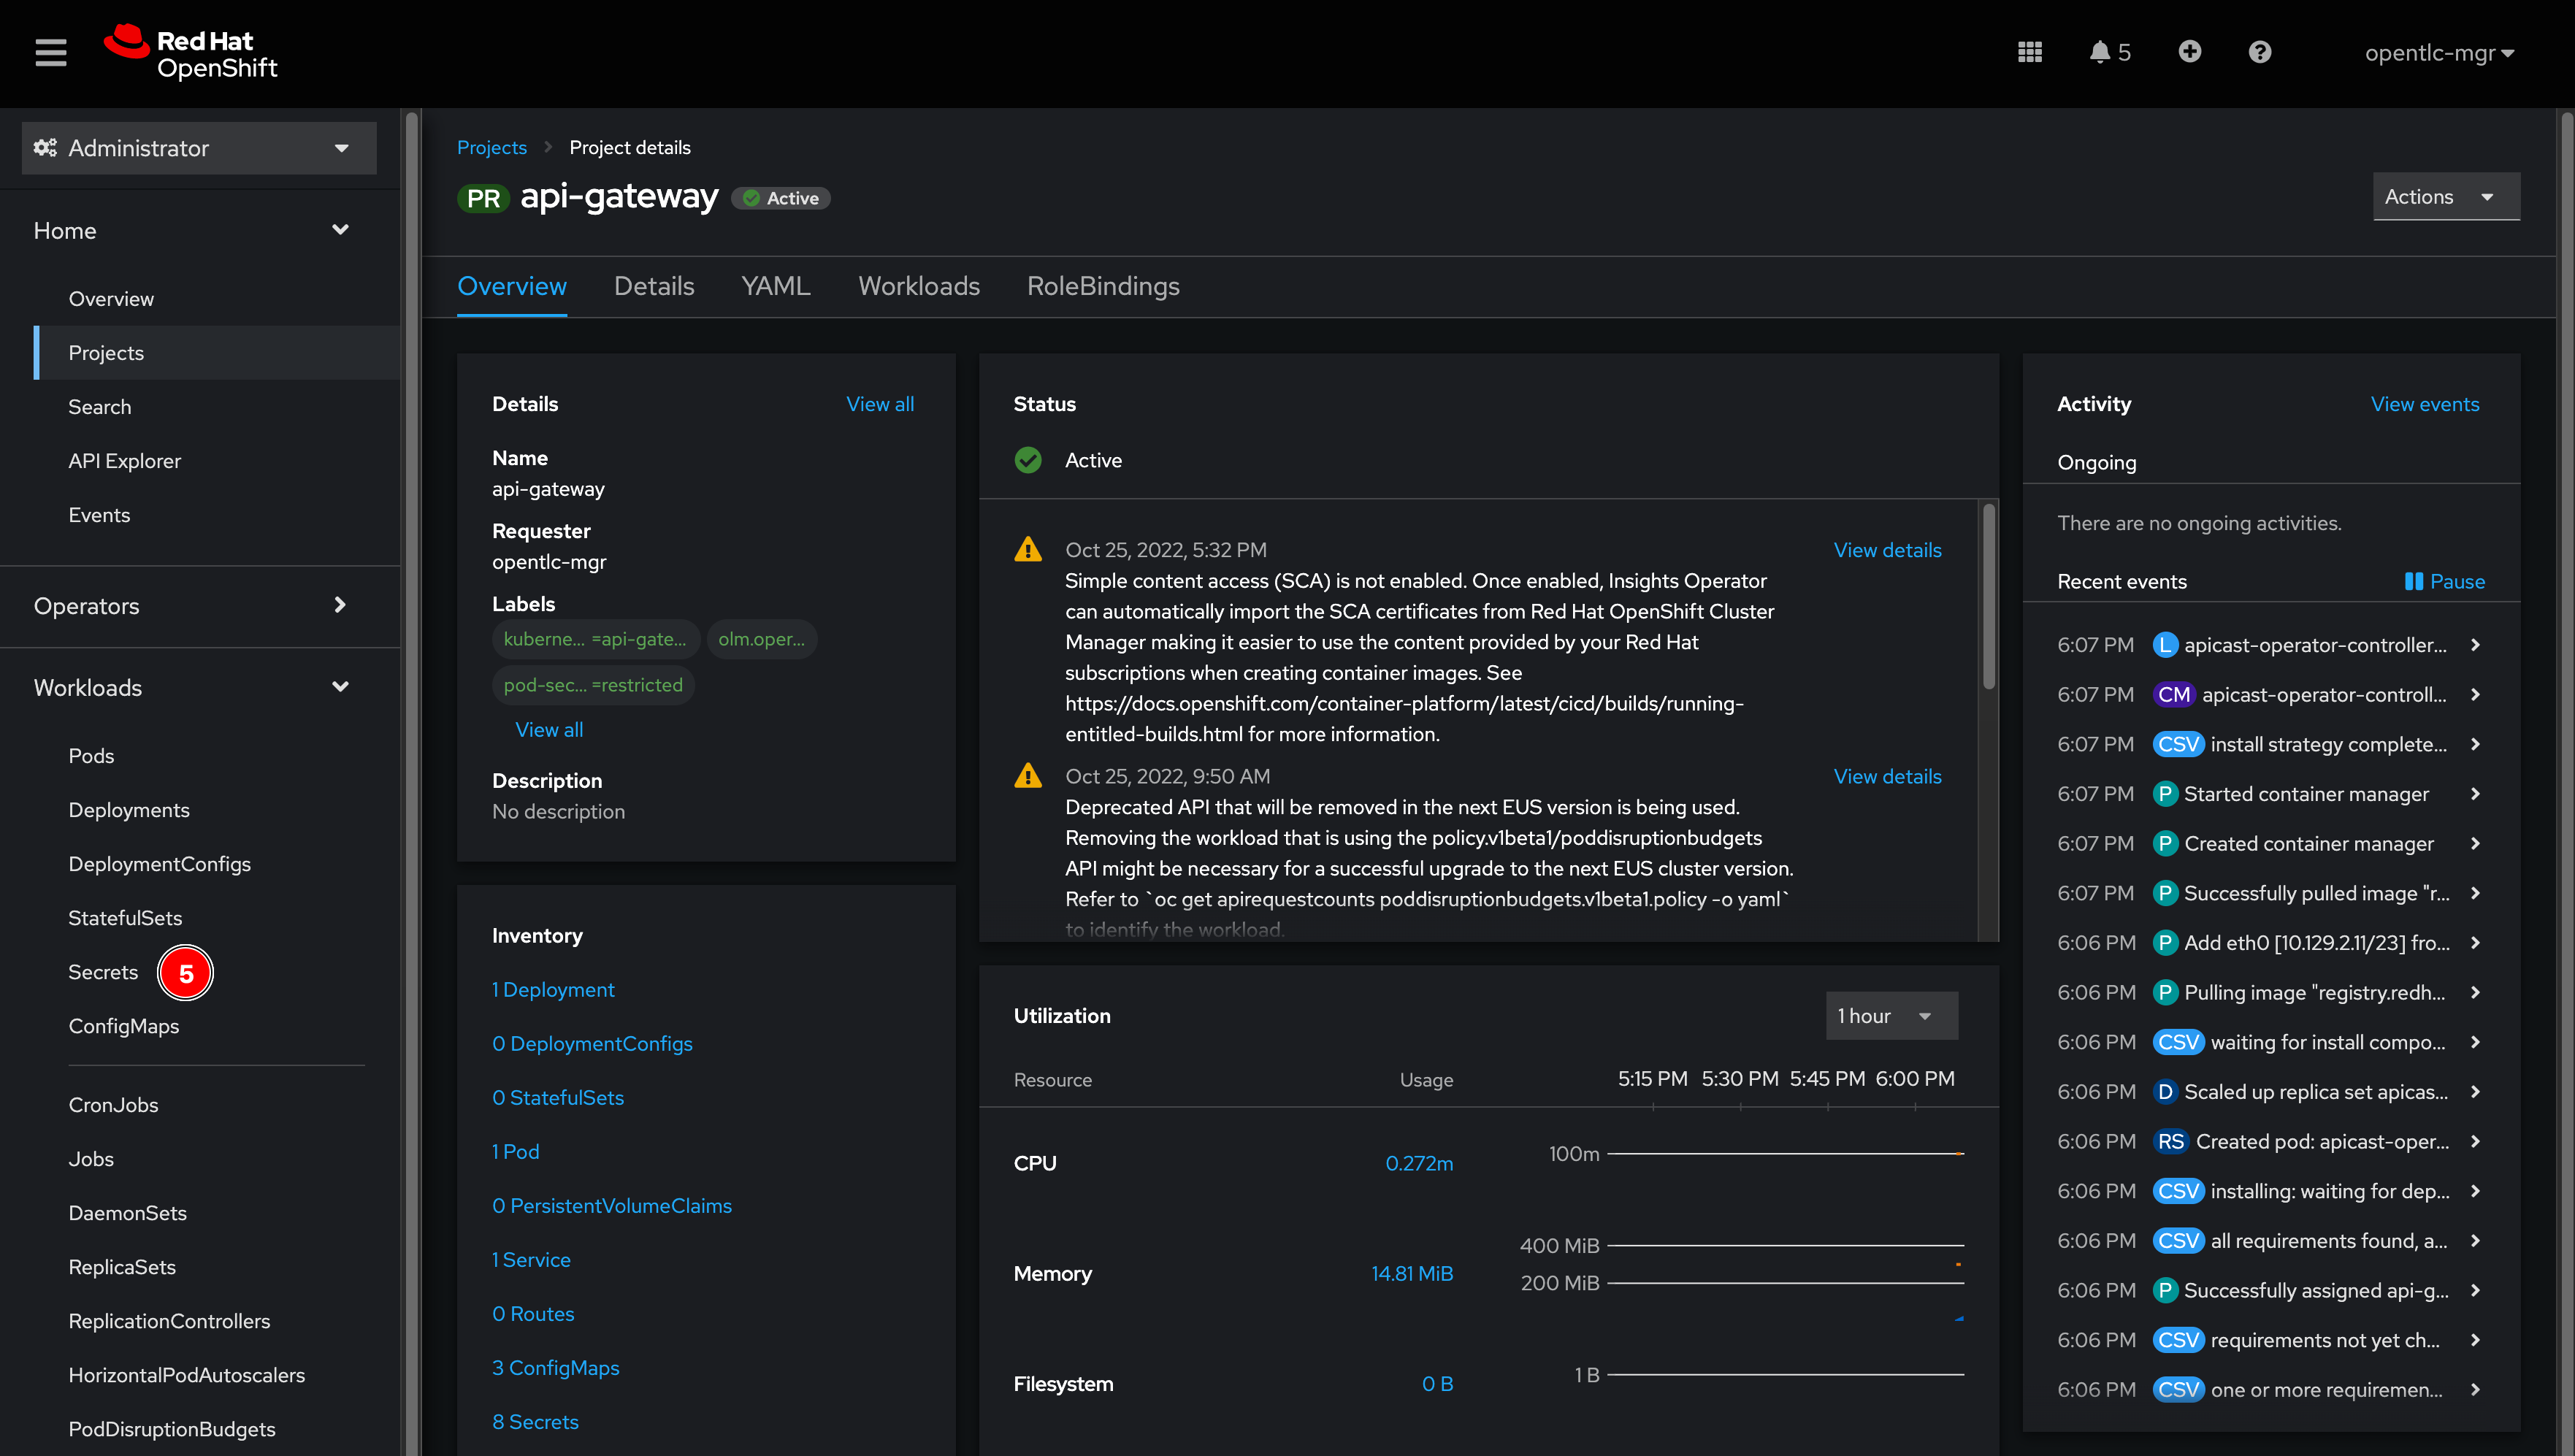 Red Hat
OpenShift
5
opentlc-mgr
Administrator
Home
Overview
Projects
Search
API Explorer
Events
Operators
Workloads
Pods
Deployments
DeploymentConfigs
StatefulSets
Secrets
5
ConfigMaps
CronJobs
Jobs
DaemonSets
ReplicaSets
ReplicationControllers
HorizontalPodAutoscalers
PodDisruptionBudgets
Projects
Project details
PR api-gateway
Active
Actions
Overview
Details
YAML
Workloads
RoleBindings
Details
View all
Name
api-gateway
Requester
opentlc-mgr
Labels
kuberne... =api-gate...
olm.oper...
pod-sec... =restricted
View all
Description
No description
Inventory
1 Deployment
0 DeploymentConfigs
0 StatefulSets
1 Pod
0 PersistentVolumeClaims
1 Service
0 Routes
3 ConfigMaps
8 Secrets
Status
Active
Oct 25, 2022, 5:32 PM
View details
Simple content access (SCA) is not enabled. Once enabled, Insights Operator
can automatically import the SCA certificates from Red Hat OpenShift Cluster
Manager making it easier to use the content provided by your Red Hat
subscriptions when creating container images. See
https://docs.openshift.com/container-platform/latest/cicd/builds/running-
entitled-builds.html for more information.
Oct 25, 2022, 9:50 AM
View details
Deprecated API that will be removed in the next EUS version is being used.
Removing the workload that is using the policy.v1beta1/poddisruptionbudgets
API might be necessary for a successful upgrade to the next EUS cluster version.
Refer to `oc get apirequestcounts poddisruptionbudgets.v1beta1.policy -o yaml`
to identify the workload.
Utilization
1 hour
Resource
Usage
5:15 PM 5:30 PM 5:45 PM 6:00 PM
CPU
0.272m
100m
Memory
14.81 MiB
400 MiB
200 MiB
Filesystem
0 B
1 B
Activity
View events
Ongoing
There are no ongoing activities.
Recent events
Pause
6:07 PM L apicast-operator-controller...
6:07 PM CM apicast-operator-controll...
6:07 PM CSV install strategy complete...
6:07 PM P Started container manager
6:07 PM P Created container manager
6:07 PM P Successfully pulled image "r...
6:06 PM P Add eth0 [10.129.2.11/23] fro...
6:06 PM P Pulling image "registry.redh...
6:06 PM CSV waiting for install compo...
6:06 PM D Scaled up replica set apicas...
6:06 PM RS Created pod: apicast-oper...
6:06 PM CSV installing: waiting for dep...
6:06 PM CSV all requirements found, a...
6:06 PM P Successfully assigned api-g...
6:06 PM CSV requirements not yet ch...
6:06 PM CSV one or more requiremen...